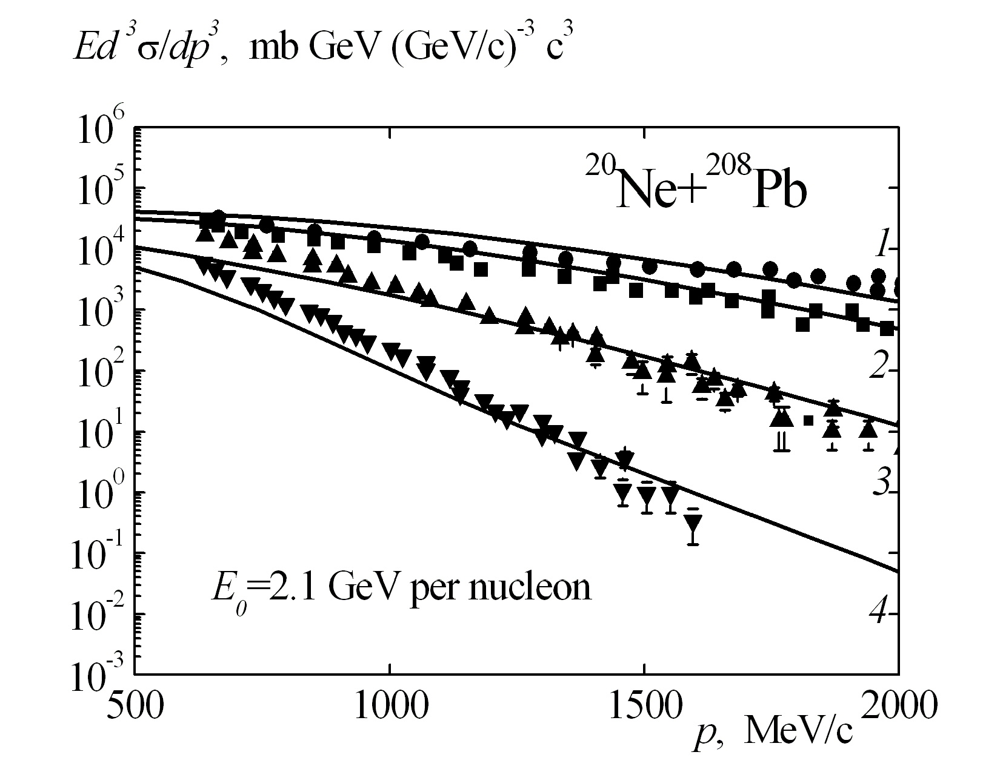 Ed³σ/dp³, mb GeV (GeV/c)⁻³ c³
10⁶
10⁵
10⁴
10³
10²
10¹
10⁰
10⁻¹
10⁻²
10⁻³
²⁰Ne+²⁰⁸Pb
1
2
3
4
E₀=2.1 GeV per nucleon
500 1000 1500 2000
p, MeV/c